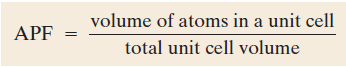 APF = volume of atoms in a unit cell
total unit cell volume